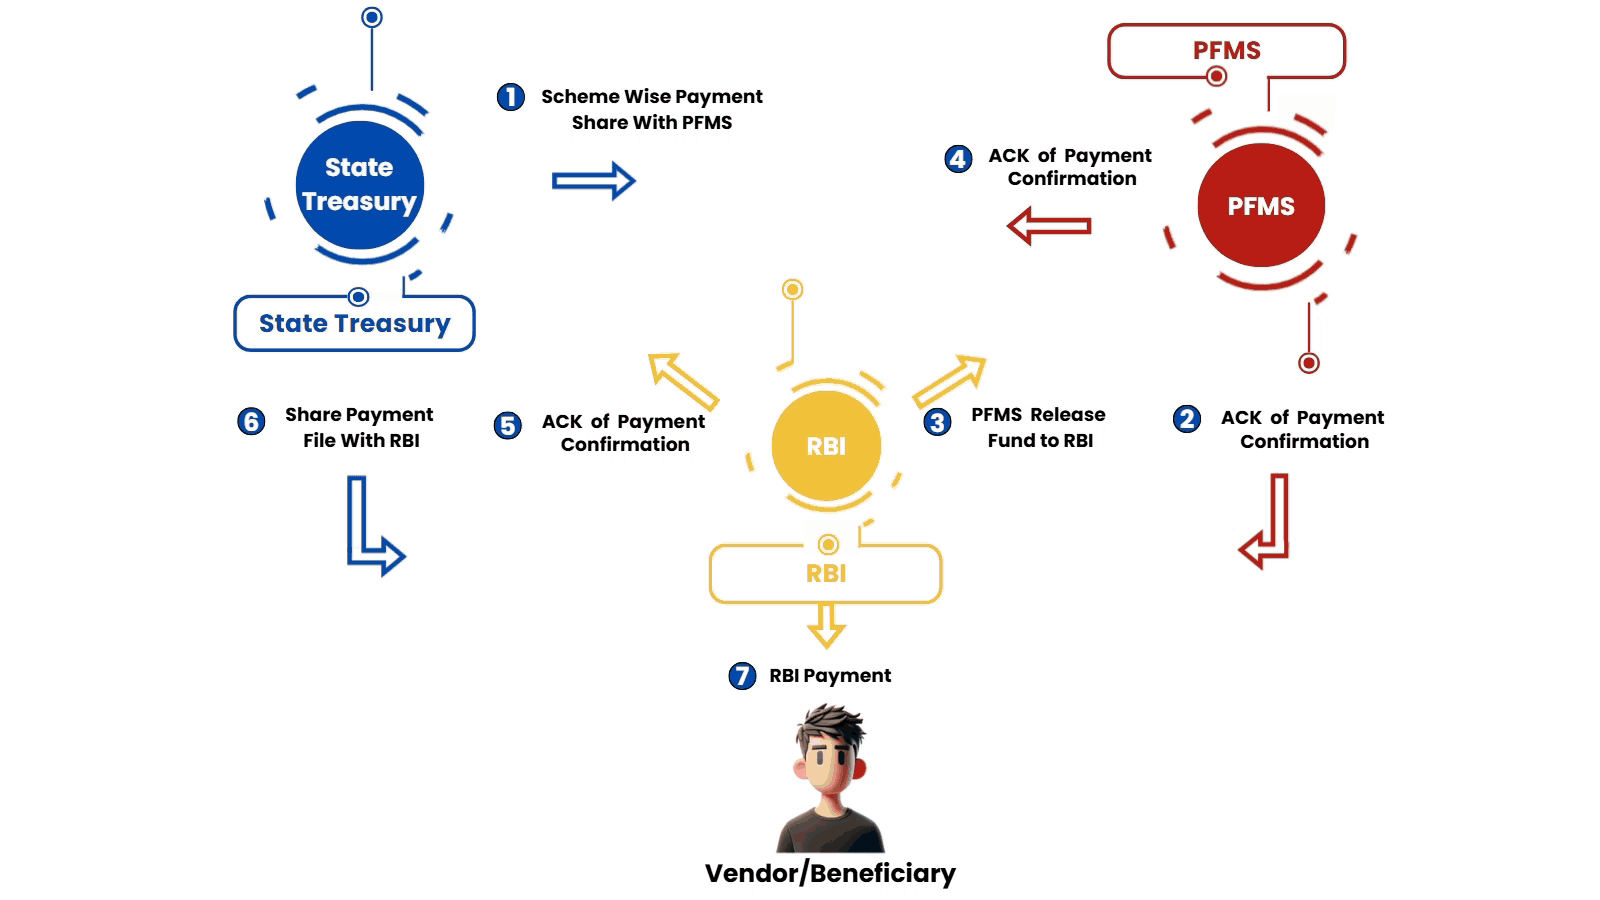 PFMS
1 Scheme Wise Payment
Share With PFMS
State
Treasury
4 ACK of Payment
Confirmation
PFMS
State Treasury
6 Share Payment
File With RBI
5 ACK of Payment
Confirmation
RBI
3 PFMS Release
Fund to RBI
2 ACK of Payment
Confirmation
RBI
7 RBI Payment
Vendor/Beneficiary